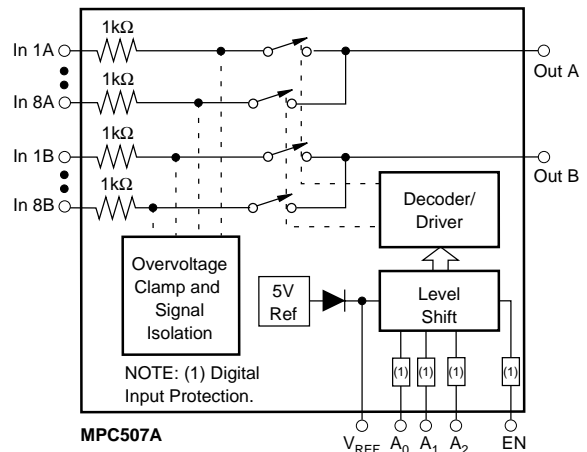 1kΩ
In 1A
Out A
1kΩ
In 8A
1kΩ
In 1B
Out B
1kΩ
In 8B
Decoder/
Driver
Overvoltage
Clamp and
Signal
Isolation
5V
Ref
Level
Shift
NOTE: (1) Digital
Input Protection.
(1) (1) (1) (1)
MPC507A
VREF A0 A1 A2 EN